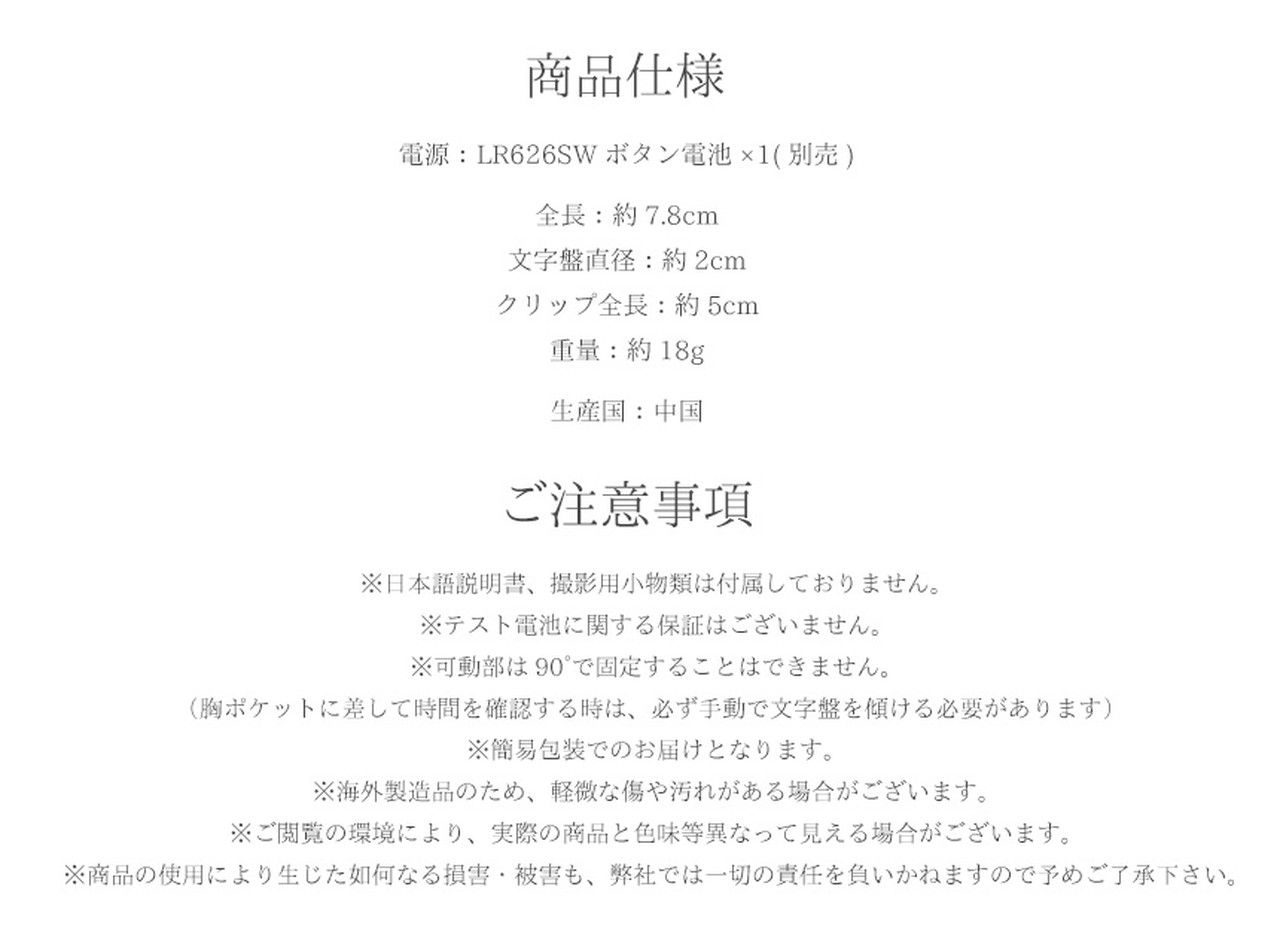 商品仕様
電源：LR626SW ボタン電池 ×1( 別売 )
全長：約 7.8cm
文字盤直径：約 2cm
クリップ全長：約 5cm
重量：約 18g
生産国：中国
ご注意事項
※日本語説明書、撮影用小物類は付属しておりません。
※テスト電池に関する保証はございません。
※可動部は 90°で固定することはできません。
（胸ポケットに差して時間を確認する時は、必ず手動で文字盤を傾ける必要があります）
※簡易包装でのお届けとなります。
※海外製造品のため、軽微な傷や汚れがある場合がございます。
※ご閲覧の環境により、実際の商品と色味等異なって見える場合がございます。
※商品の使用により生じた如何なる損害・被害も、弊社では一切の責任を負いかねますので予めご了承下さい。